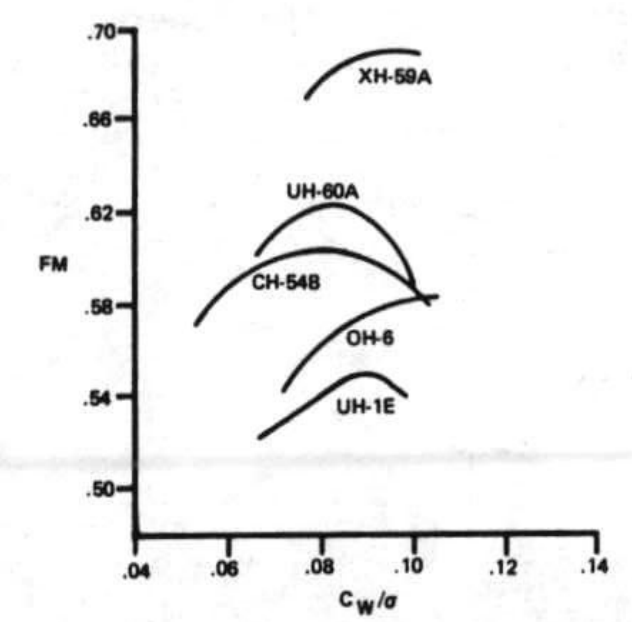 .70
XH-59A
.66
UH-60A
.62
FM
CH-54B
.58
OH-6
.54
UH-1E
.50
.04 .06 .08 .10 .12 .14
C_W/σ